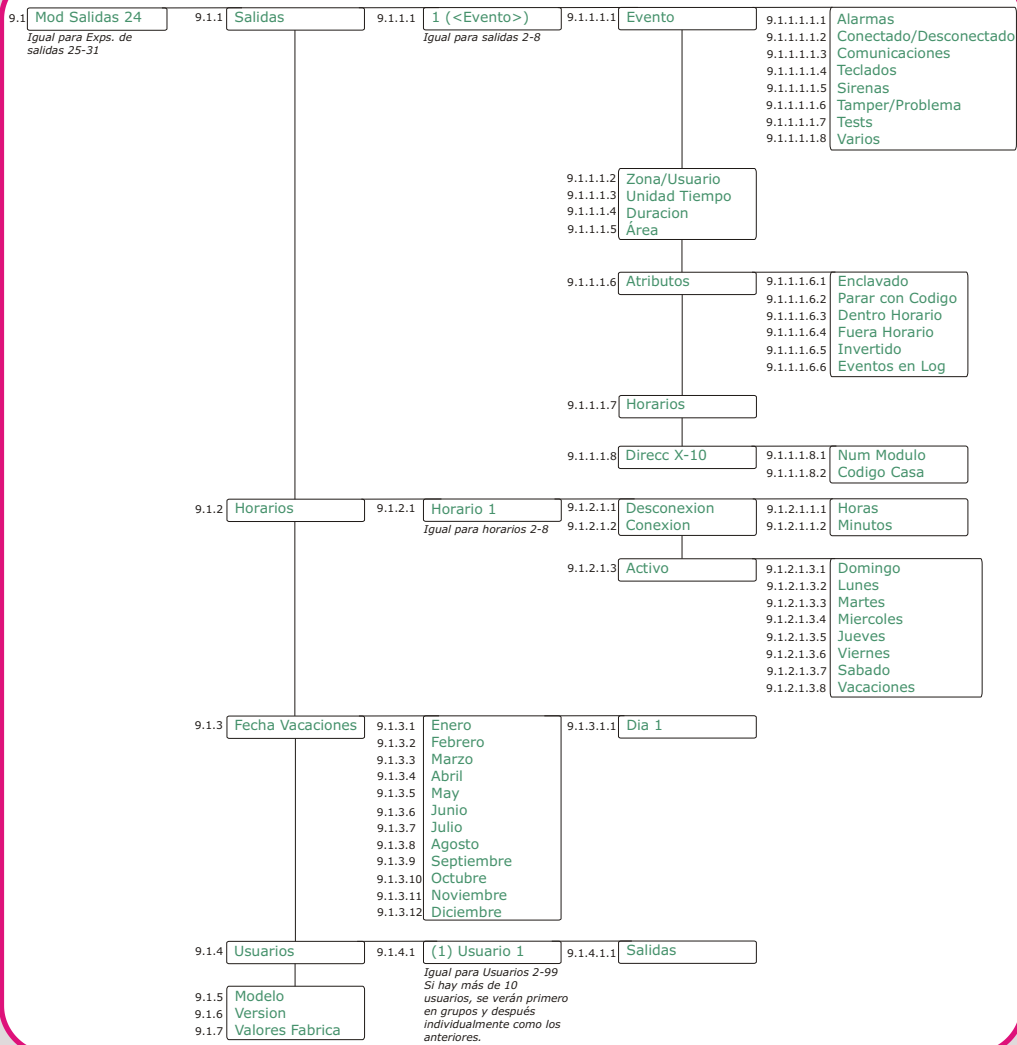 9.1 Mod Salidas 24
Igual para Exps. de
salidas 25-31
9.1.1 Salidas
9.1.1.1 1 (<Evento>)
Igual para salidas 2-8
9.1.1.1.1 Evento
9.1.1.1.1.1 Alarmas
9.1.1.1.1.2 Conectado/Desconectado
9.1.1.1.1.3 Comunicaciones
9.1.1.1.1.4 Teclados
9.1.1.1.1.5 Sirenas
9.1.1.1.1.6 Tamper/Problema
9.1.1.1.1.7 Tests
9.1.1.1.1.8 Varios
9.1.1.1.2 Zona/Usuario
9.1.1.1.3 Unidad Tiempo
9.1.1.1.4 Duracion
9.1.1.1.5 Área
9.1.1.1.6 Atributos
9.1.1.1.6.1 Enclavado
9.1.1.1.6.2 Parar con Codigo
9.1.1.1.6.3 Dentro Horario
9.1.1.1.6.4 Fuera Horario
9.1.1.1.6.5 Invertido
9.1.1.1.6.6 Eventos en Log
9.1.1.1.7 Horarios
9.1.1.1.8 Direcc X-10
9.1.1.1.8.1 Num Modulo
9.1.1.1.8.2 Codigo Casa
9.1.2 Horarios
9.1.2.1 Horario 1
Igual para horarios 2-8
9.1.2.1.1 Desconexion
9.1.2.1.2 Conexion
9.1.2.1.1.1 Horas
9.1.2.1.1.2 Minutos
9.1.2.1.3 Activo
9.1.2.1.3.1 Domingo
9.1.2.1.3.2 Lunes
9.1.2.1.3.3 Martes
9.1.2.1.3.4 Miercoles
9.1.2.1.3.5 Jueves
9.1.2.1.3.6 Viernes
9.1.2.1.3.7 Sabado
9.1.2.1.3.8 Vacaciones
9.1.3 Fecha Vacaciones
9.1.3.1 Enero
9.1.3.2 Febrero
9.1.3.3 Marzo
9.1.3.4 Abril
9.1.3.5 May
9.1.3.6 Junio
9.1.3.7 Julio
9.1.3.8 Agosto
9.1.3.9 Septiembre
9.1.3.10 Octubre
9.1.3.11 Noviembre
9.1.3.12 Diciembre
9.1.3.1.1 Dia 1
9.1.4 Usuarios
9.1.4.1 (1) Usuario 1
Igual para Usuarios 2-99
Si hay más de 10
usuarios, se verán primero
en grupos y después
individualmente como los
anteriores.
9.1.4.1.1 Salidas
9.1.5 Modelo
9.1.6 Version
9.1.7 Valores Fabrica